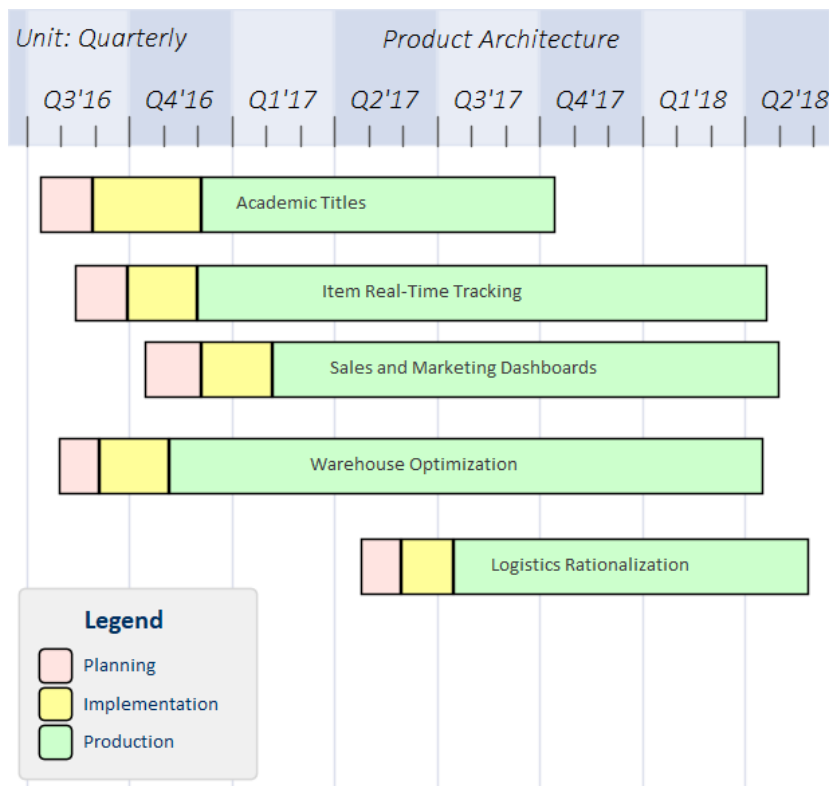 Unit: Quarterly Product Architecture
Q3'16 Q4'16 Q1'17 Q2'17 Q3'17 Q4'17 Q1'18 Q2'18
Academic Titles
Item Real-Time Tracking
Sales and Marketing Dashboards
Warehouse Optimization
Logistics Rationalization
Legend
Planning
Implementation
Production